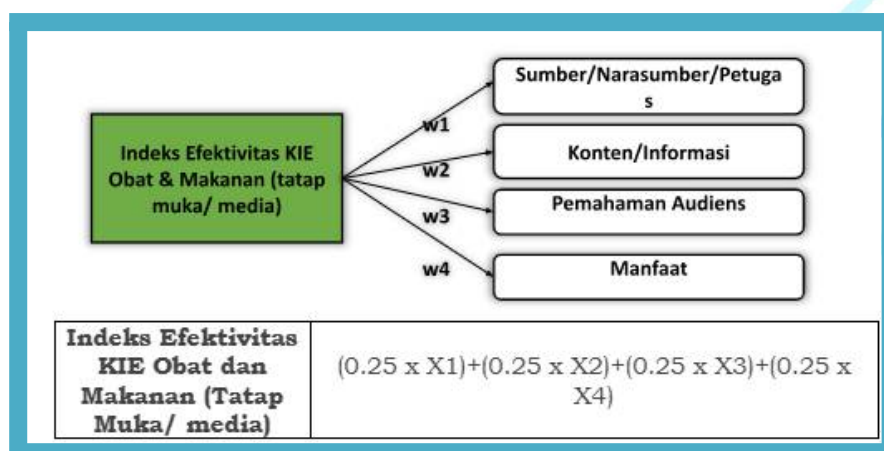 Sumber/Narasumber/Petuga
s
w1
Indeks Efektivitas KIE
Obat & Makanan (tatap
muka/ media)
w2
Konten/Informasi
w3
Pemahaman Audiens
w4
Manfaat
Indeks Efektivitas
KIE Obat dan
Makanan (Tatap
Muka/ media)
(0.25 x X1)+(0.25 x X2)+(0.25 x X3)+(0.25 x
X4)